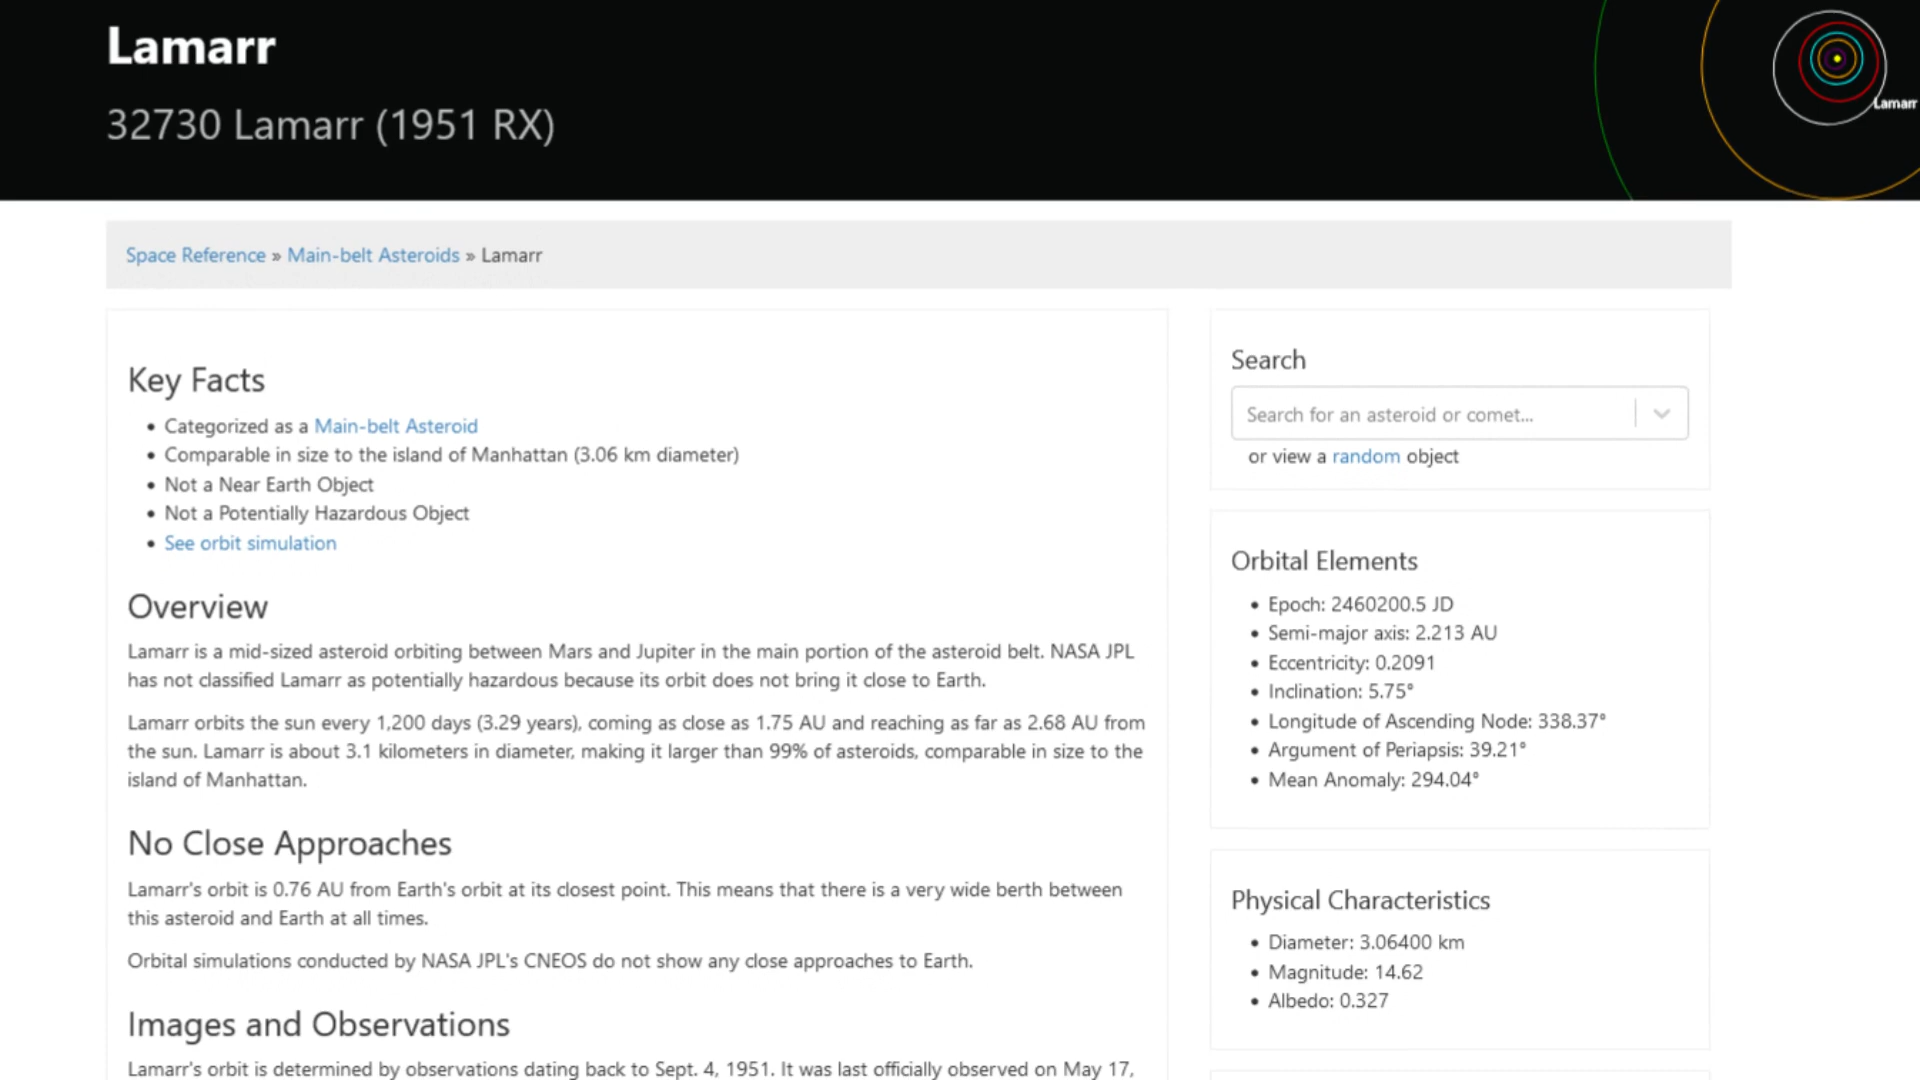 Lamarr
32730 Lamarr (1951 RX)
Lamarr
Space Reference » Main-belt Asteroids » Lamarr
Key Facts
• Categorized as a Main-belt Asteroid
• Comparable in size to the island of Manhattan (3.06 km diameter)
• Not a Near Earth Object
• Not a Potentially Hazardous Object
• See orbit simulation
Overview
Lamarr is a mid-sized asteroid orbiting between Mars and Jupiter in the main portion of the asteroid belt. NASA JPL
has not classified Lamarr as potentially hazardous because its orbit does not bring it close to Earth.
Lamarr orbits the sun every 1,200 days (3.29 years), coming as close as 1.75 AU and reaching as far as 2.68 AU from
the sun. Lamarr is about 3.1 kilometers in diameter, making it larger than 99% of asteroids, comparable in size to the
island of Manhattan.
No Close Approaches
Lamarr's orbit is 0.76 AU from Earth's orbit at its closest point. This means that there is a very wide berth between
this asteroid and Earth at all times.
Orbital simulations conducted by NASA JPL's CNEOS do not show any close approaches to Earth.
Images and Observations
Lamarr's orbit is determined by observations dating back to Sept. 4, 1951. It was last officially observed on May 17,
Search
Search for an asteroid or comet...
or view a random object
Orbital Elements
• Epoch: 2460200.5 JD
• Semi-major axis: 2.213 AU
• Eccentricity: 0.2091
• Inclination: 5.75°
• Longitude of Ascending Node: 338.37°
• Argument of Periapsis: 39.21°
• Mean Anomaly: 294.04°
Physical Characteristics
• Diameter: 3.06400 km
• Magnitude: 14.62
• Albedo: 0.327